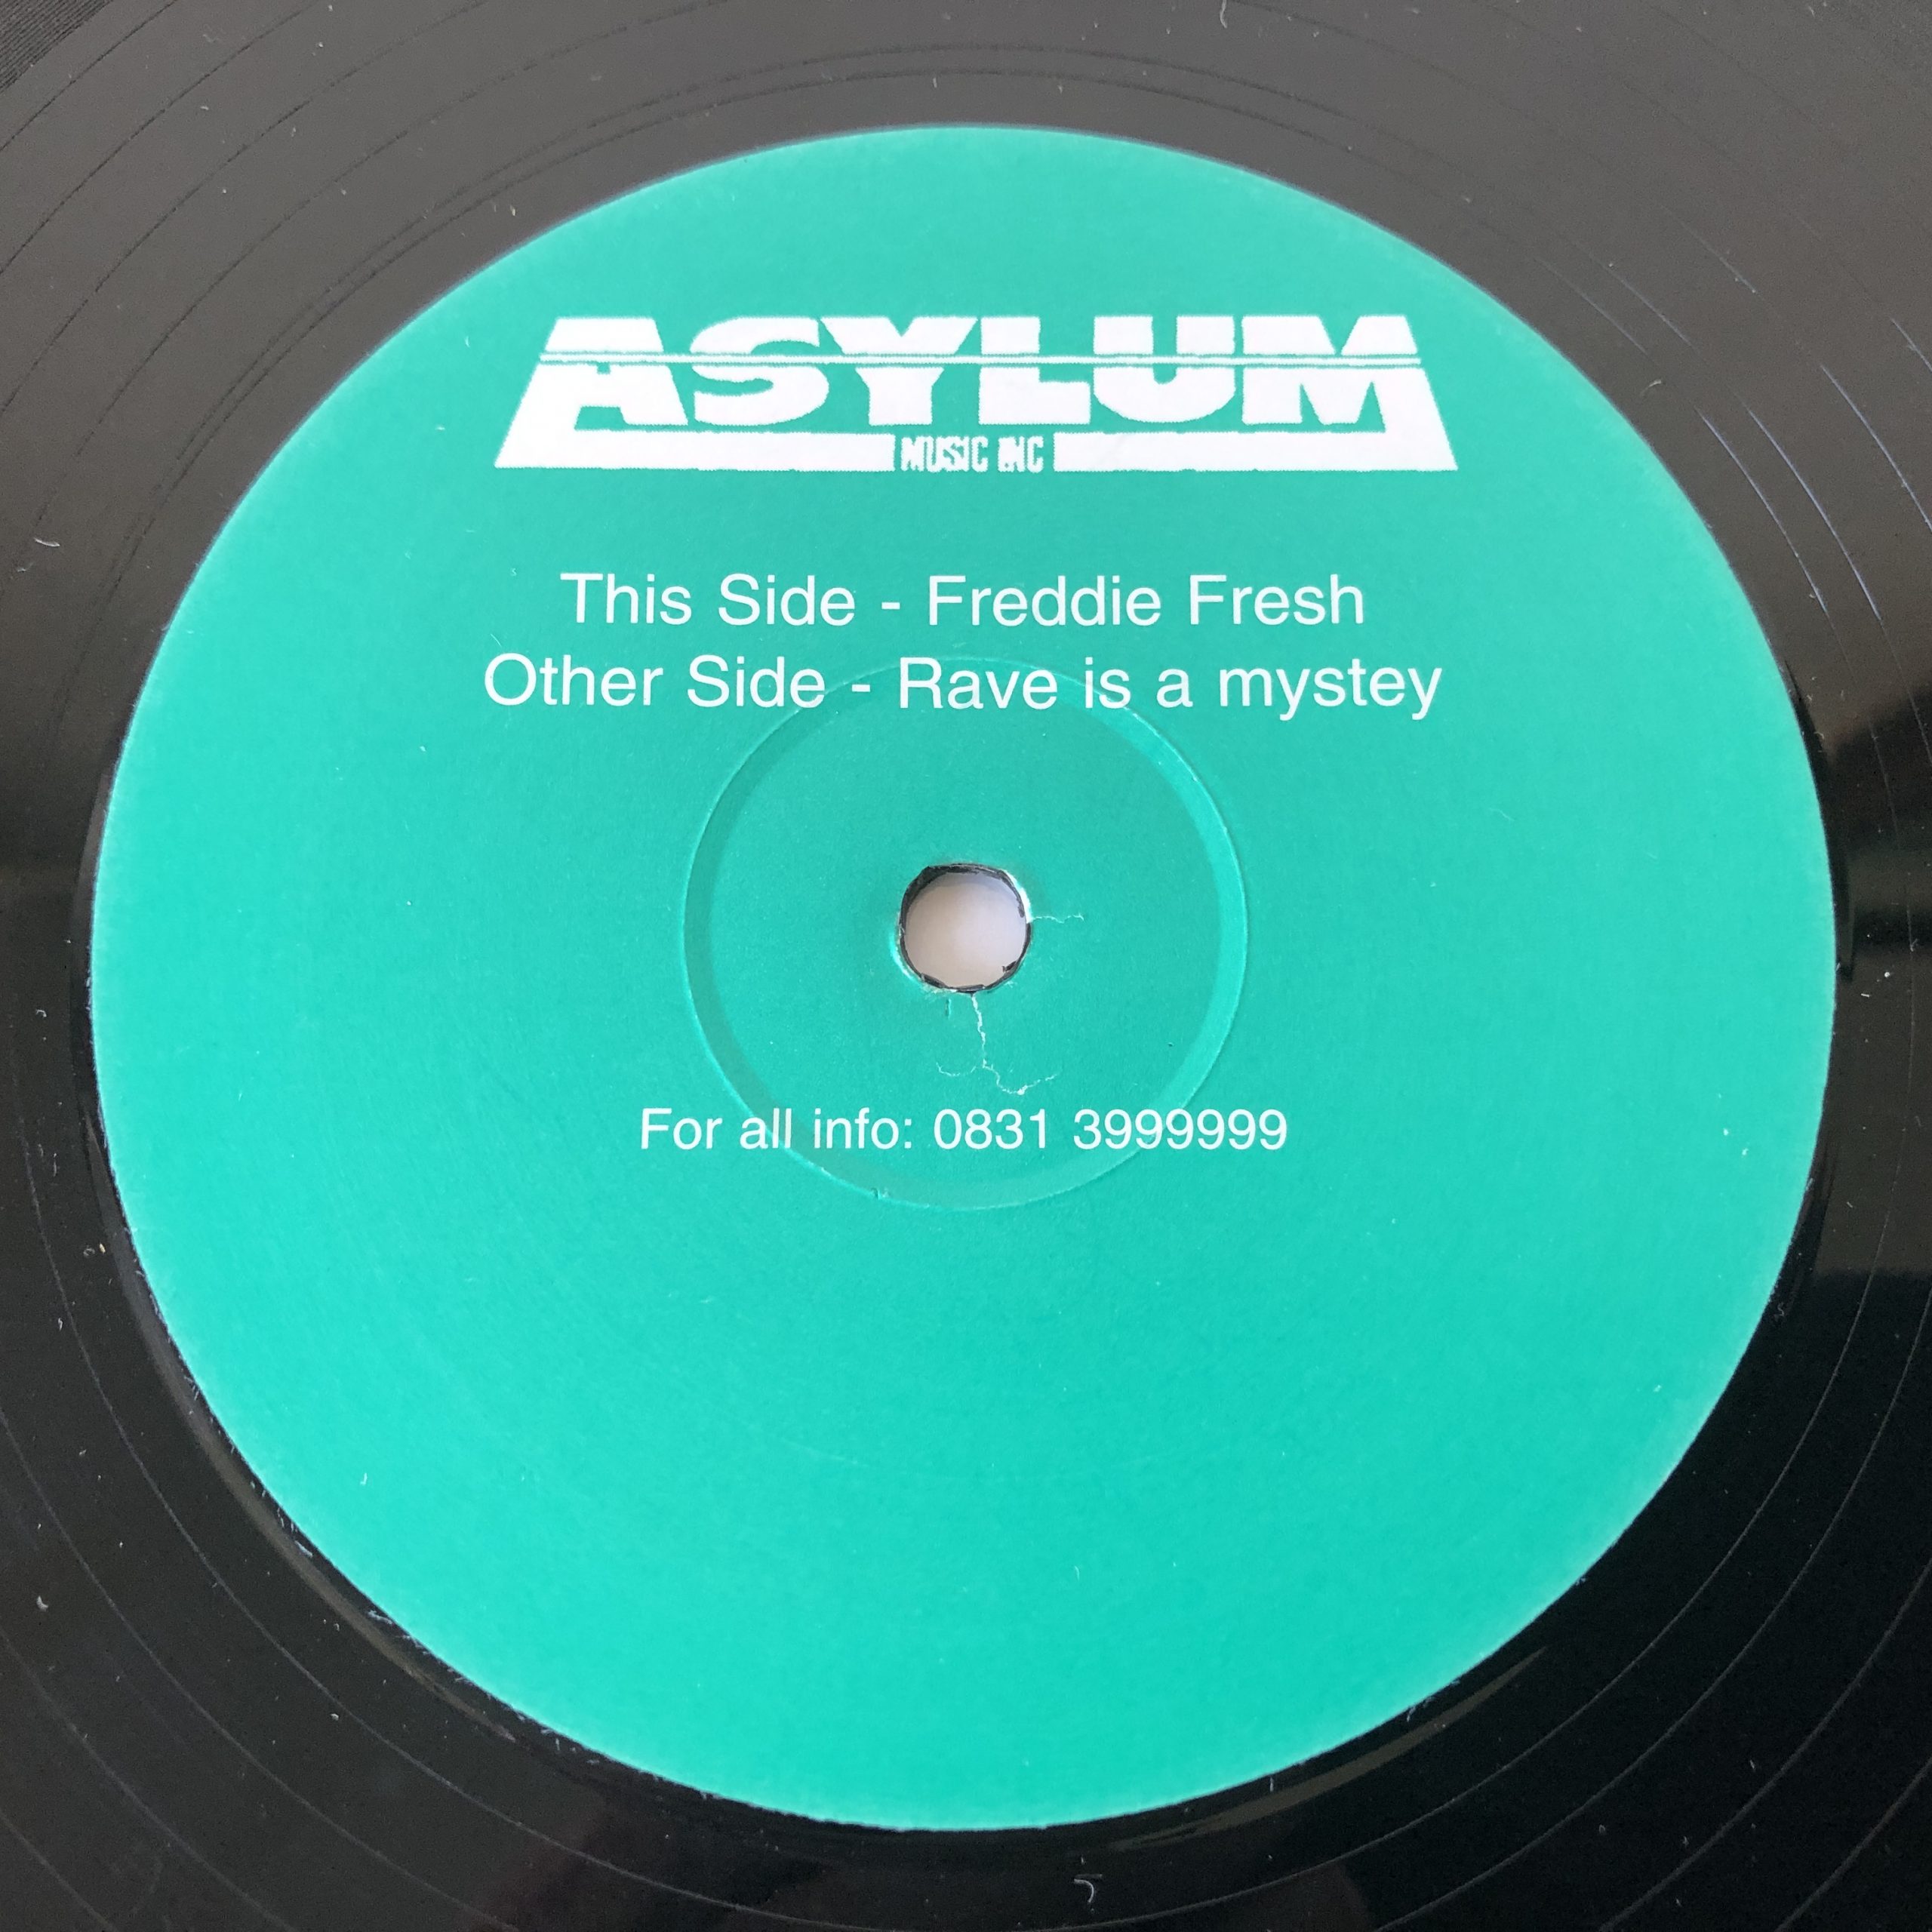 ASYLUM
MUSIC INC
This Side - Freddie Fresh
Other Side - Rave is a mystey
For all info: 0831 3999999